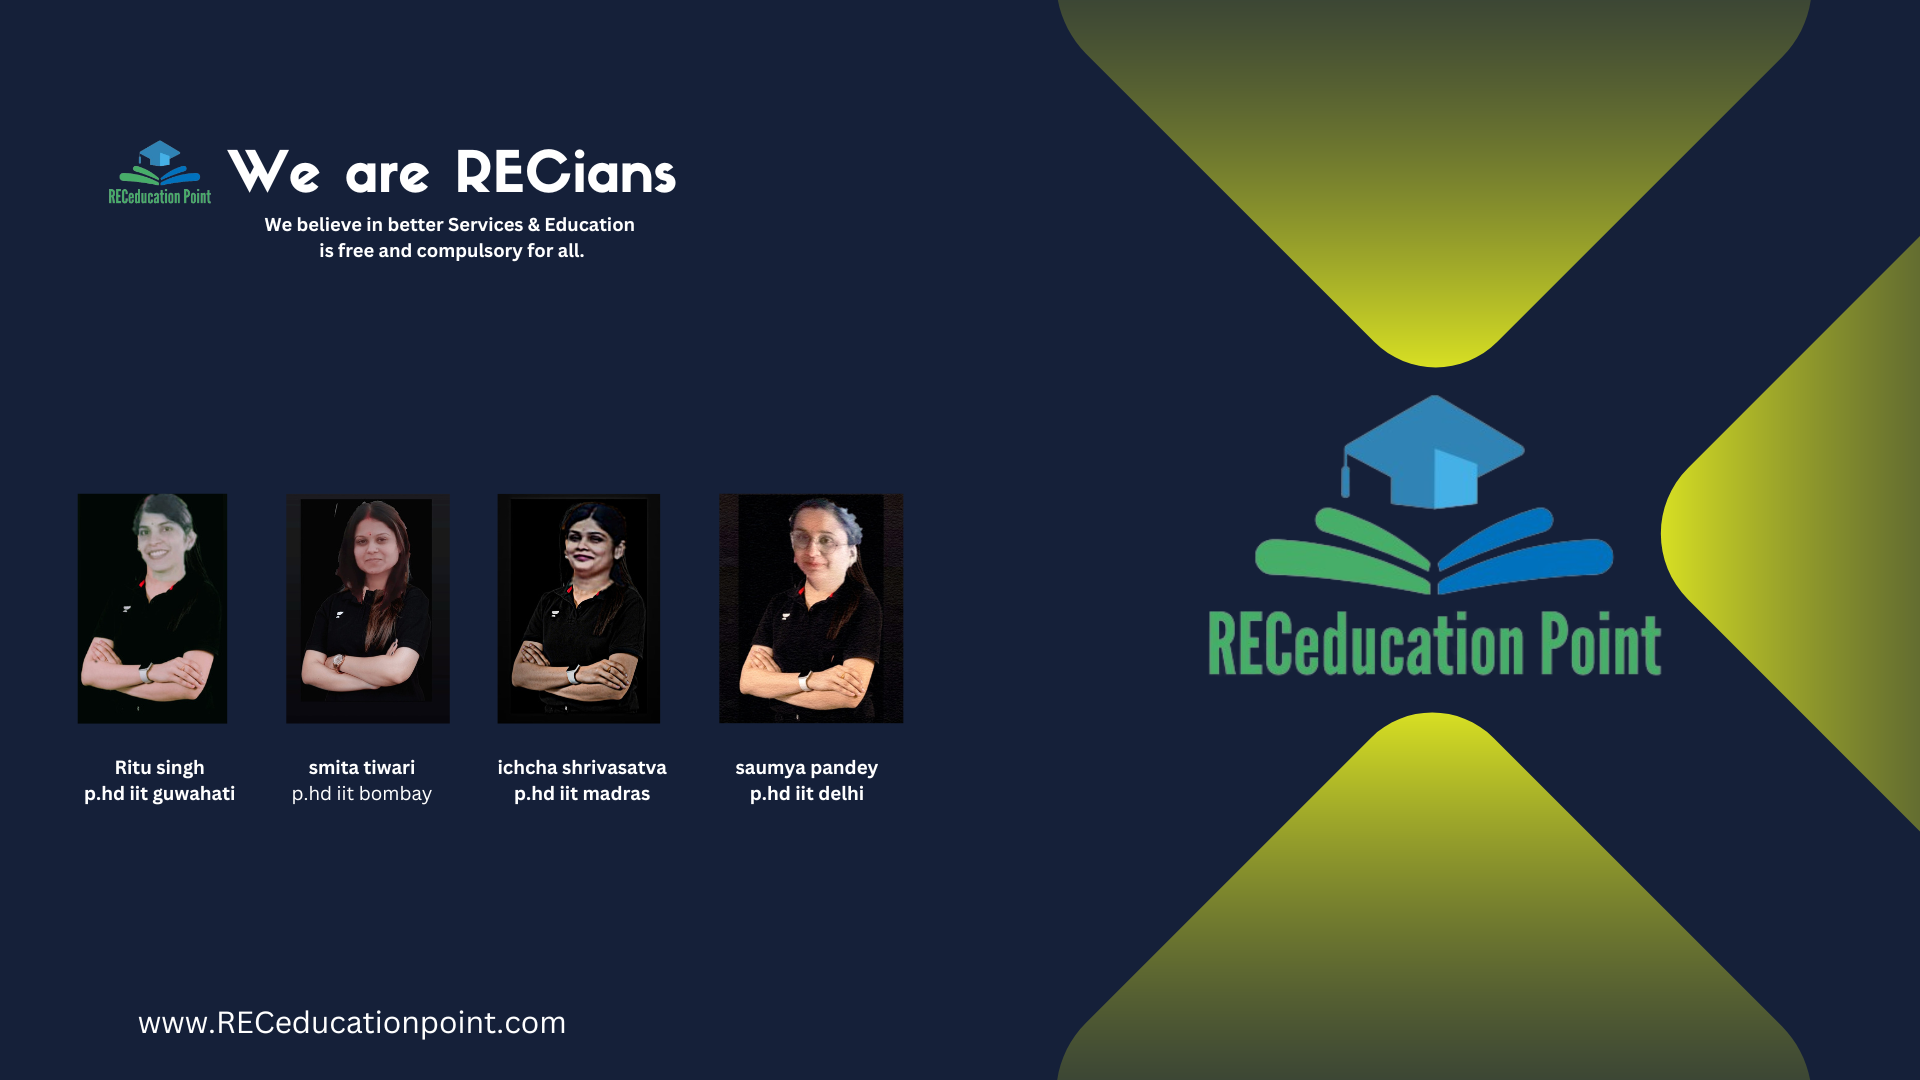 RECeducation Point
We are RECians
We believe in better Services & Education
is free and compulsory for all.
RECeducation Point
Ritu singh
p.hd iit guwahati
smita tiwari
p.hd iit bombay
ichcha shrivasatva
p.hd iit madras
saumya pandey
p.hd iit delhi
www.RECeducationpoint.com